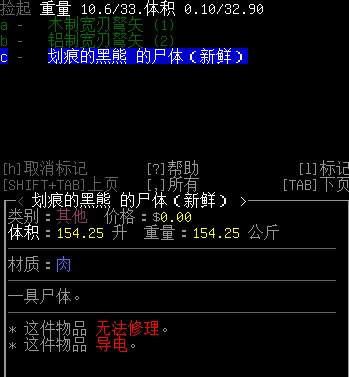 捡起 重量 10.6/33.体积 0.10/32.90
a - 木制宽刃弩矢 (1)
b - 铝制宽刃弩矢 (2)
c - 划痕的黑熊 的尸体(新鲜)
[h]取消标记 [?]帮助 [l]标记
[SHIFT+TAB]上页 [,]所有 [TAB]下页
< 划痕的黑熊 的尸体(新鲜) >
类别：其他 价格：$0.00
体积：154.25 升 重量：154.25 公斤
材质：肉
一具尸体。
* 这件物品 无法修理。
* 这件物品 导电。